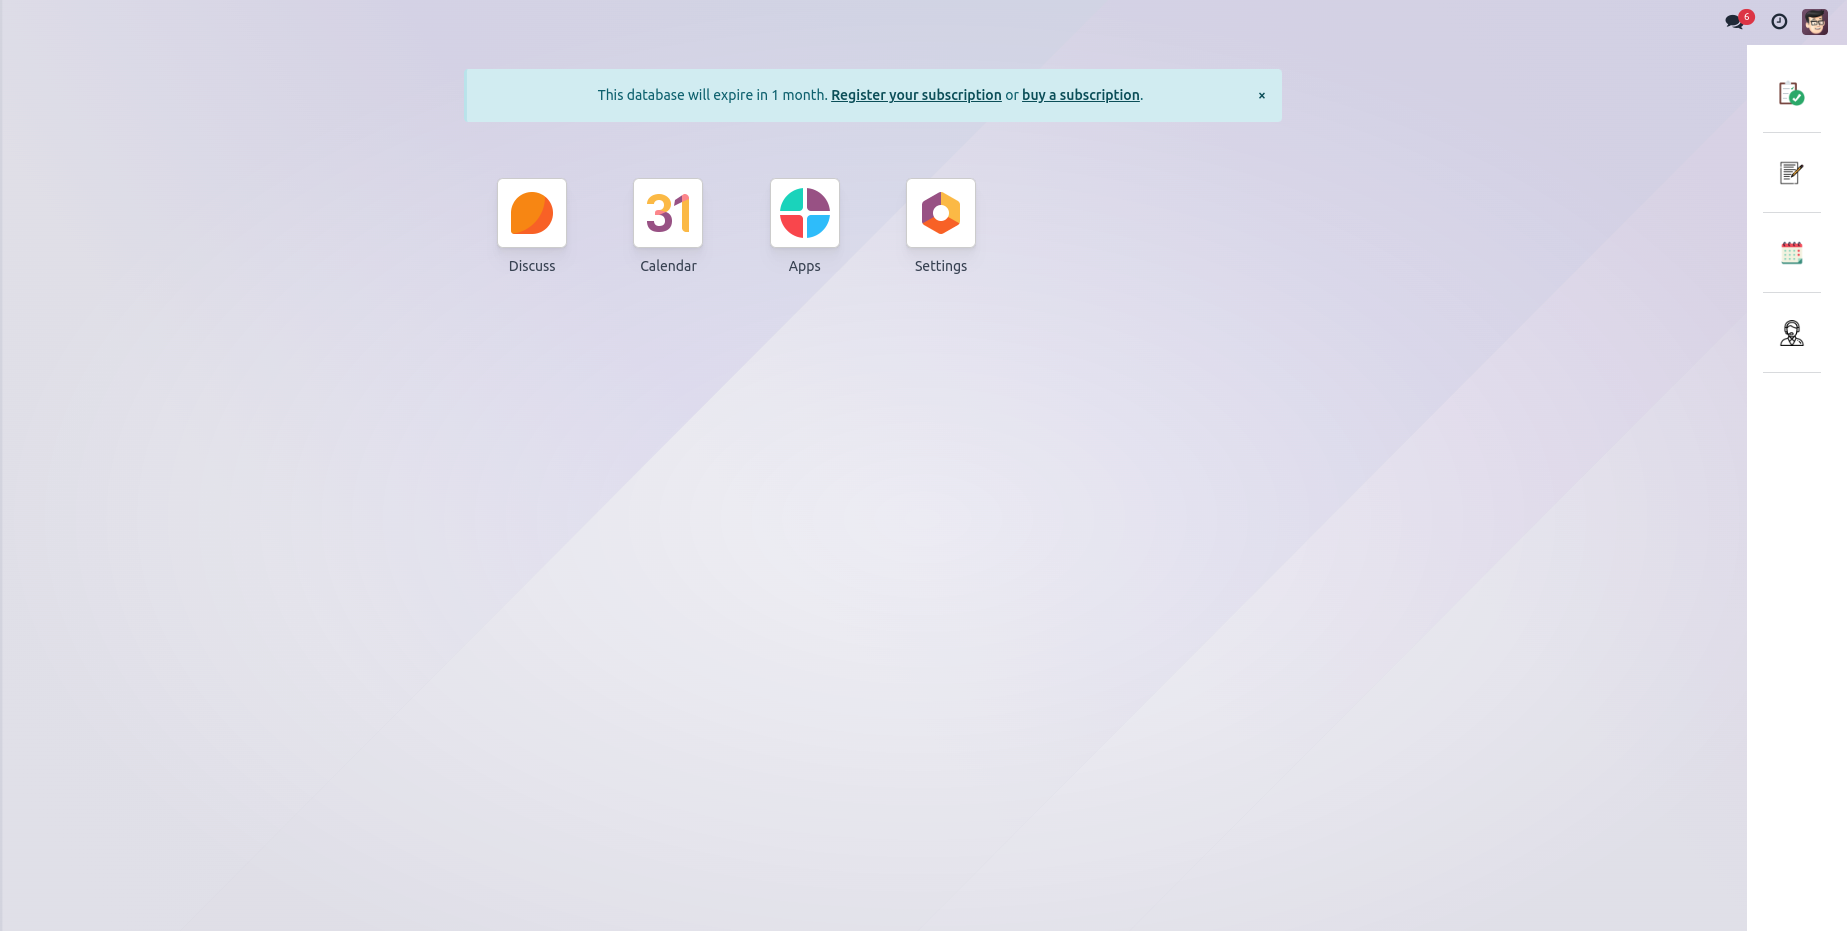 6
This database will expire in 1 month. Register your subscription or buy a subscription. ×
31
Discuss Calendar Apps Settings